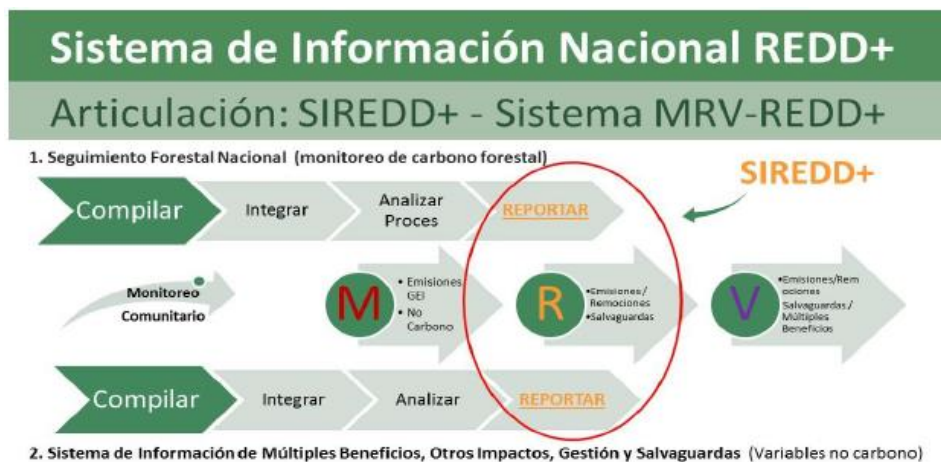 Sistema de Información Nacional REDD+
Articulación: SIREDD+ - Sistema MRV-REDD+
1. Seguimiento Forestal Nacional (monitoreo de carbono forestal)
SIREDD+
Compilar
Integrar
Analizar
Proces
REPORTAR
Monitoreo
Comunitario
M
• Emisiones
GEI
• No
Carbono
R
•Emisiones/
Remociones
•Salvaguardas
V
•Emisiones/Rem
ociones
Salvaguardas/
Múltiples
Beneficios
Compilar
Integrar
Analizar
REPORTAR
2. Sistema de Información de Múltiples Beneficios, Otros Impactos, Gestión y Salvaguardas (Variables no carbono)